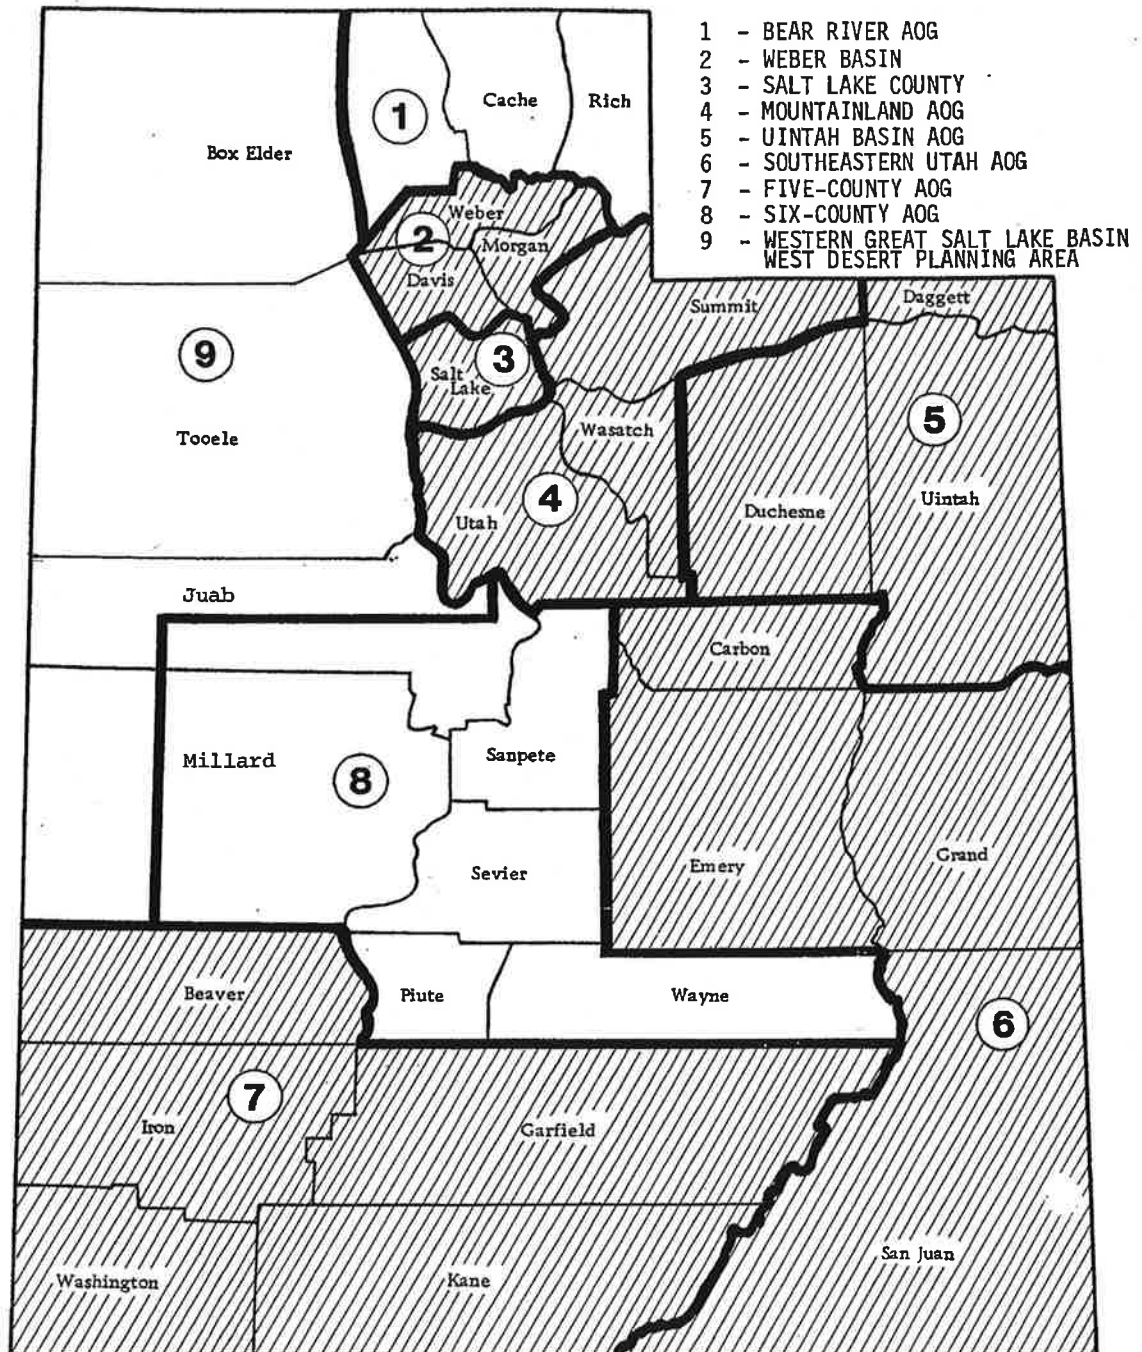 1 - BEAR RIVER AOG
2 - WEBER BASIN
3 - SALT LAKE COUNTY
4 - MOUNTAINLAND AOG
5 - UINTAH BASIN AOG
6 - SOUTHEASTERN UTAH AOG
7 - FIVE-COUNTY AOG
8 - SIX-COUNTY AOG
9 - WESTERN GREAT SALT LAKE BASIN
WEST DESERT PLANNING AREA
Cache
Rich
1
Box Elder
Weber
2
Morgan
Davis
Daggett
Summit
9
3
Salt
Lake
5
Tooele
Wasatch
4
Uintah
Duchesne
Utah
Juab
Carbon
Sanpete
Millard
8
Grand
Emery
Sevier
Beaver
Piute
Wayne
6
7
Iron
Garfield
San Juan
Washington
Kane